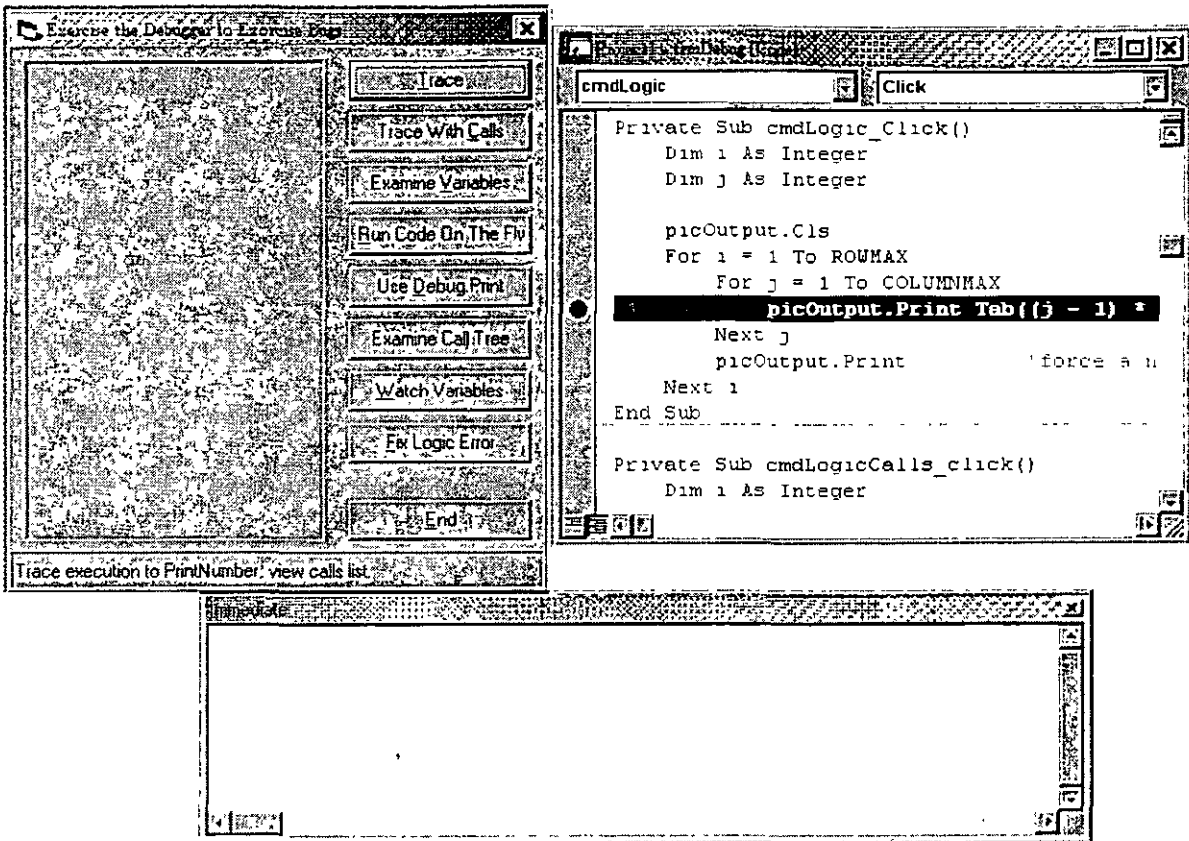 Exercise the Debugger to Exorcise Bugs
Trace
Trace With Calls
Examine Variables
Run Code On The Fly
Use Debug.Print
Examine Call Tree
Watch Variables
Fix Logic Error
End
Trace execution to PrintNumber, view calls list
frmDebug (Code)
cmdLogic
Click
Private Sub cmdLogic_Click()
Dim i As Integer
Dim j As Integer
picOutput.Cls
For i = 1 To ROWMAX
For j = 1 To COLUMNMAX
picOutput.Print Tab((j - 1) *
Next j
picOutput.Print 'force a n
Next i
End Sub
Private Sub cmdLogicCalls_click()
Dim i As Integer
Immediate